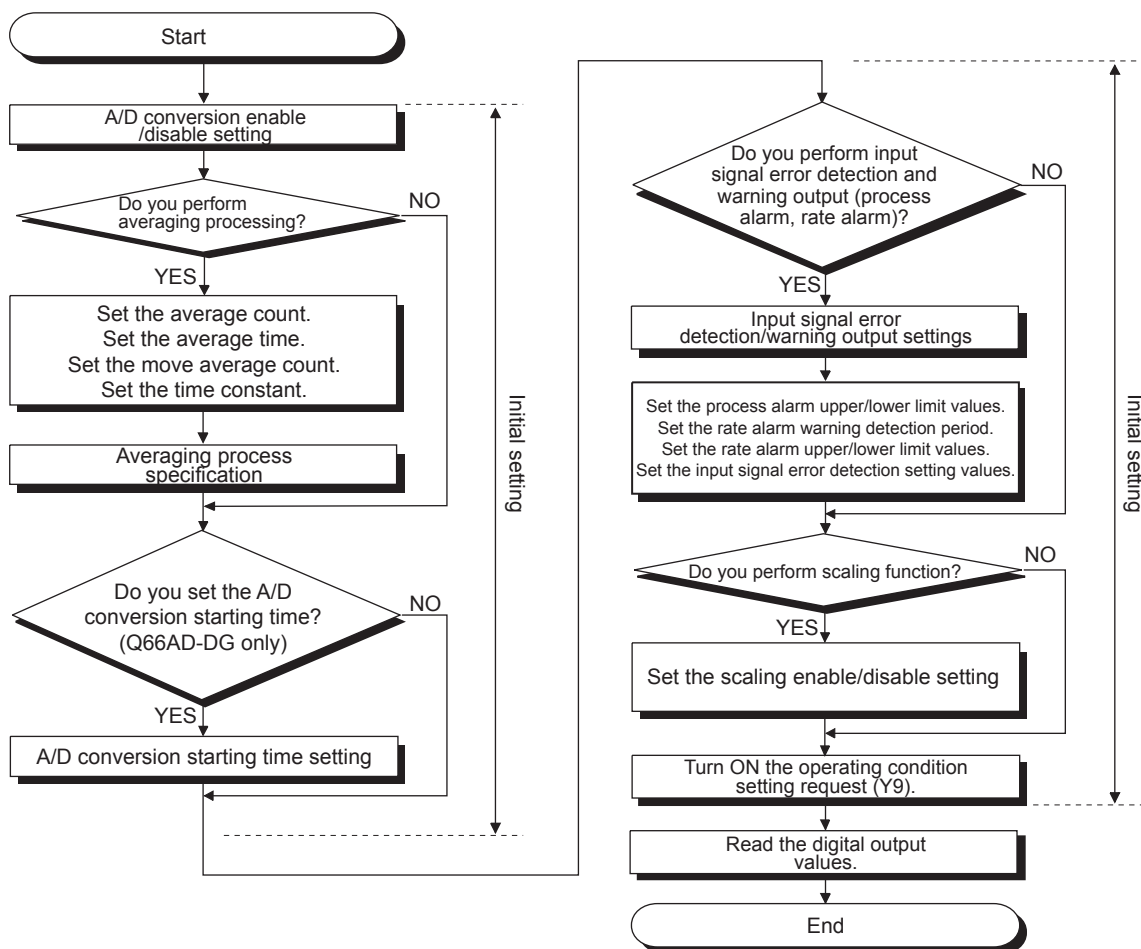 Start
A/D conversion enable
/disable setting
Do you perform
averaging processing?
NO
YES
Set the average count.
Set the average time.
Set the move average count.
Set the time constant.
Averaging process
specification
Do you set the A/D
conversion starting time?
(Q66AD-DG only)
NO
YES
A/D conversion starting time setting
Initial setting
Do you perform input
signal error detection and
warning output (process
alarm, rate alarm)?
NO
YES
Input signal error
detection/warning output settings
Set the process alarm upper/lower limit values.
Set the rate alarm warning detection period.
Set the rate alarm upper/lower limit values.
Set the input signal error detection setting values.
Do you perform scaling function?
NO
YES
Set the scaling enable/disable setting
Turn ON the operating condition
setting request (Y9).
Initial setting
Read the digital output
values.
End